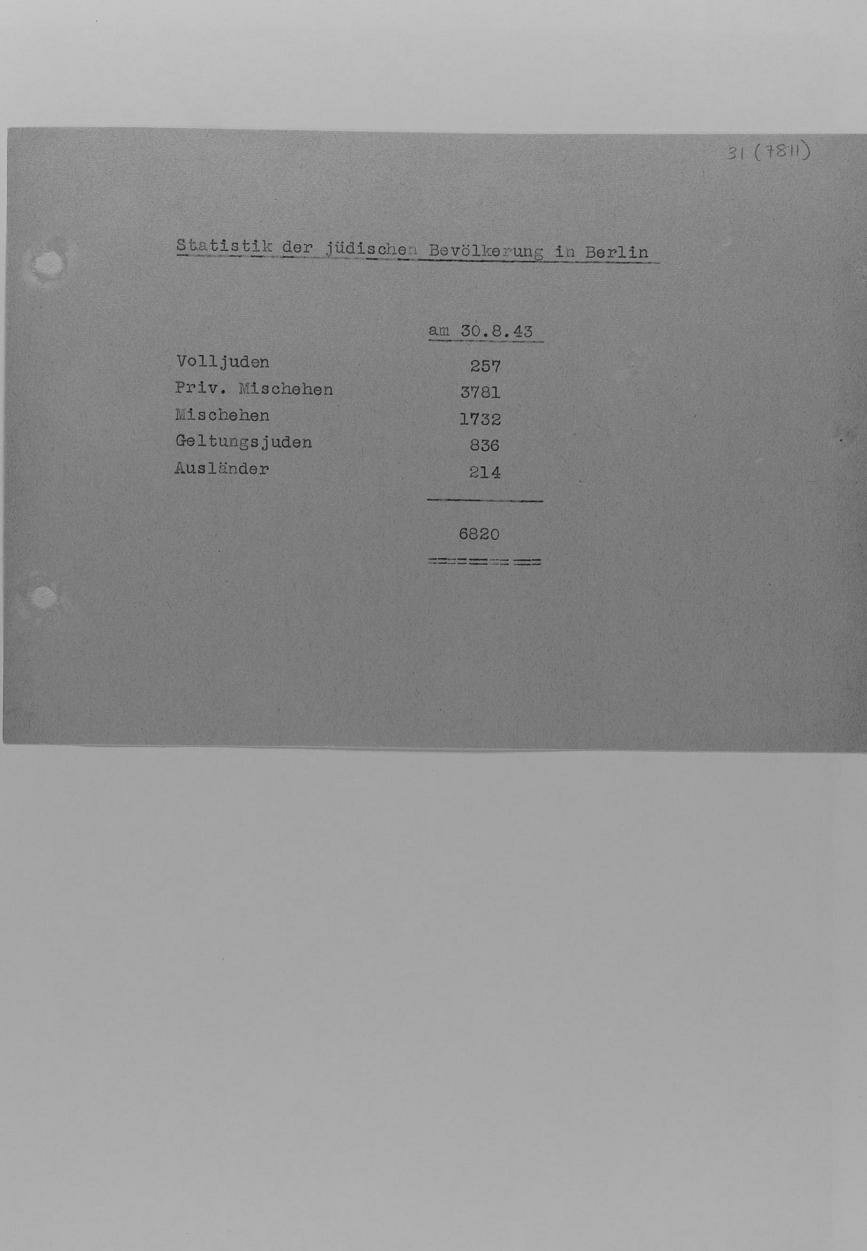 31 (7811)
Statistik der jüdischen Bevölkerung in Berlin
am 30.8.43
Volljuden 257
Priv. Mischehen 3781
Mischehen 1732
Geltungsjuden 836
Ausländer 214
6820